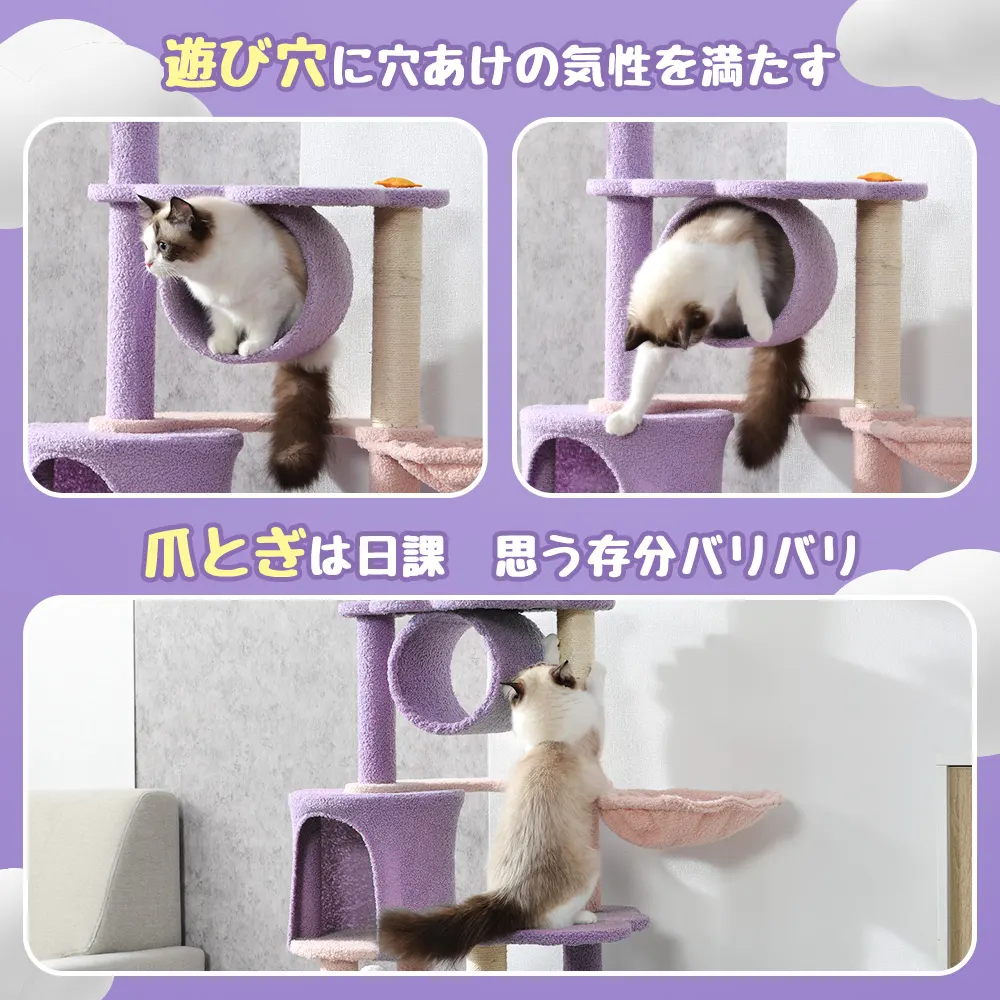 遊び穴に穴あけの気性を満たす
爪とぎは日課　思う存分バリバリ